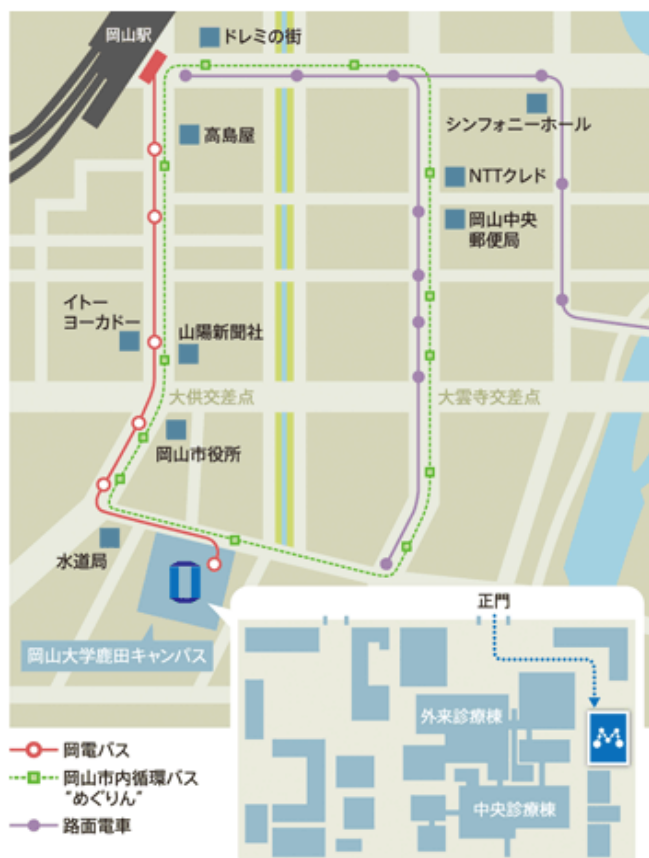 岡山駅
ドレミの街
高島屋
シンフォニーホール
NTTクレド
岡山中央
郵便局
イトー
ヨーカドー
山陽新聞社
大供交差点
大雲寺交差点
岡山市役所
水道局
岡山大学鹿田キャンパス
正門
外来診療棟
中央診療棟
岡電バス
岡山市内循環バス
“めぐりん”
路面電車